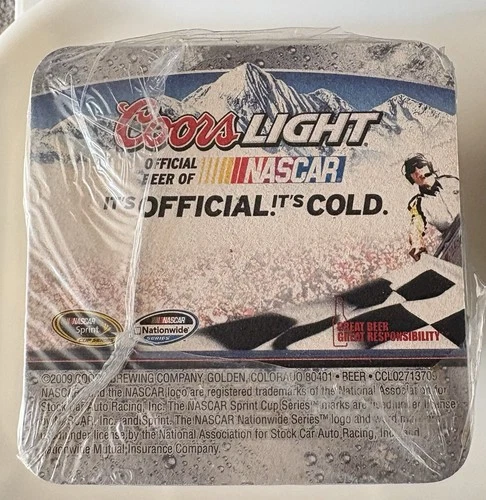 Coors LIGHT
OFFICIAL NASCAR
BEER OF
IT'S OFFICIAL. IT'S COLD.
NASCAR NASCAR
Sprint Nationwide
SERIES
GREAT BEER
GREAT RESPONSIBILITY
©2009 COORS BREWING COMPANY, GOLDEN, COLORADO 80401 • BEER • CCL0271370
NASCAR and the NASCAR logo are registered trademarks of the National Association for
Stock Car Auto Racing, Inc. The NASCAR Sprint Cup Series™ marks are used under license
by NASCAR, Inc. and Sprint. The NASCAR Nationwide Series™ logo and word mark
under license by the National Association for Stock Car Auto Racing, Inc. and
Nationwide Mutual Insurance Company.